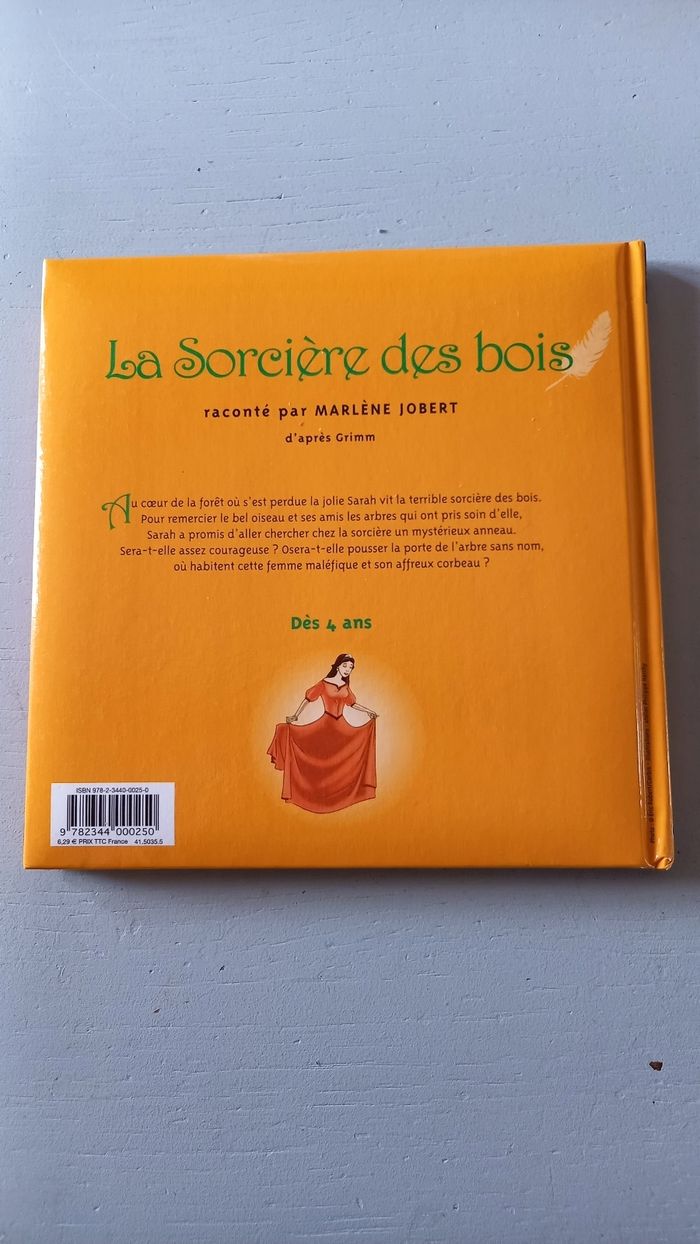 La Sorcière des bois
raconté par MARLÈNE JOBERT
d'après Grimm
Au cœur de la forêt où s'est perdue la jolie Sarah vit la terrible sorcière des bois.
Pour remercier le bel oiseau et ses amis les arbres qui ont pris soin d'elle,
Sarah a promis d'aller chercher chez la sorcière un mystérieux anneau.
Sera-t-elle assez courageuse ? Osera-t-elle pousser la porte de l'arbre sans nom,
où habitent cette femme maléfique et son affreux corbeau ?
Dès 4 ans
ISBN 978-2-3440-0025-0
9 782344 000250
6,29 € PRIX TTC France 41.5035.5